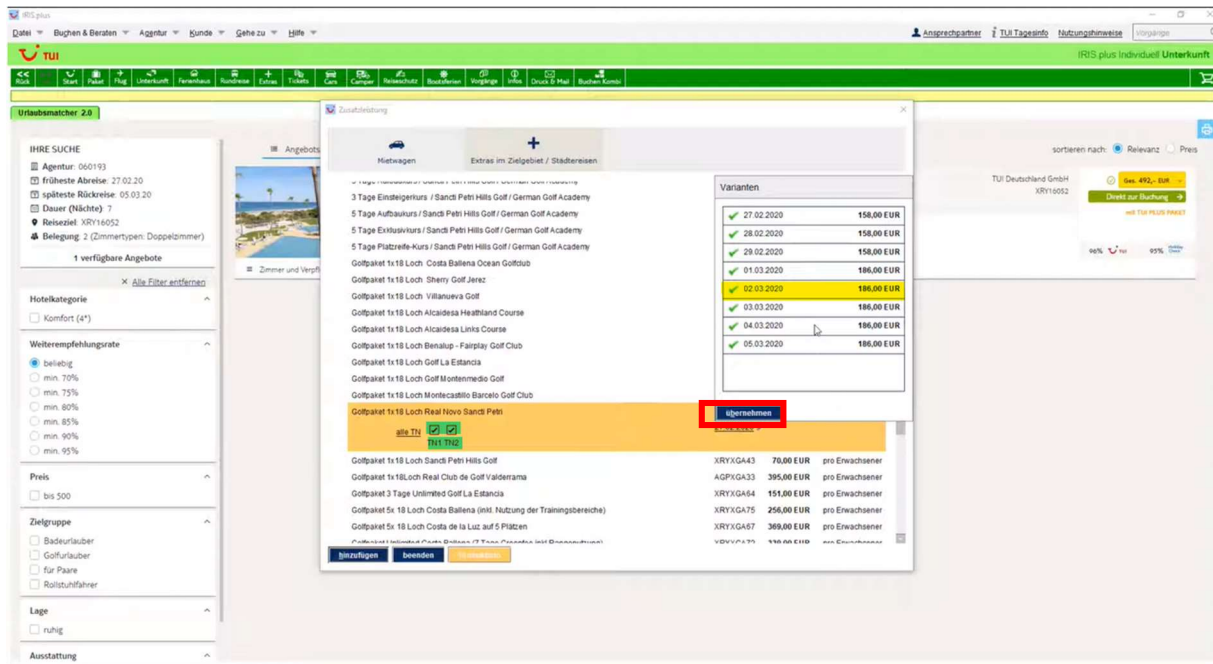 IRIS.plus
Datei Buchen & Beraten Agentur Kunde Gehe zu Hilfe Ansprechpartner TUI Tagesinfo Nutzungshinweise Vorgänge
TUI IRIS.plus Individuell Unterkunft
<< Rück Start Paket Flug Unterkunft Ferienhaus Rundreise Extras Tickets Cars Camper Reiseschutz Bootsferien Vorgänge Infos Druck & Mail Buchen Kombi
Urlaubsmatcher 2.0
IHRE SUCHE
Agentur: 060193
früheste Abreise: 27.02.20
späteste Rückreise: 05.03.20
Dauer (Nächte): 7
Reiseziel: XRY16052
Belegung: 2 (Zimmertypen: Doppelzimmer)
1 verfügbare Angebote
× Alle Filter entfernen
Hotelkategorie
Komfort (4*)
Weiterempfehlungsrate
beliebig
min. 70%
min. 75%
min. 80%
min. 85%
min. 90%
min. 95%
Preis
bis 500
Zielgruppe
Badeurlauber
Golfurlauber
für Paare
Rollstuhlfahrer
Lage
ruhig
Ausstattung
Angebots
Zimmer und Verpfl
Zusatzleistung
Mietwagen Extras im Zielgebiet / Städtereisen
3 Tage Einsteigerkurs / Sancti Petri Hills Golf / German Golf Academy
5 Tage Aufbaukurs / Sancti Petri Hills Golf / German Golf Academy
5 Tage Exklusivkurs / Sancti Petri Hills Golf / German Golf Academy
5 Tage Platzreife-Kurs / Sancti Petri Hills Golf / German Golf Academy
Golfpaket 1x18 Loch Costa Ballena Ocean Golfclub
Golfpaket 1x18 Loch Sherry Golf Jerez
Golfpaket 1x18 Loch Villanueva Golf
Golfpaket 1x18 Loch Alcaidesa Heathland Course
Golfpaket 1x18 Loch Alcaidesa Links Course
Golfpaket 1x18 Loch Benalup - Fairplay Golf Club
Golfpaket 1x18 Loch Golf La Estancia
Golfpaket 1x18 Loch Golf Montenmedio Golf
Golfpaket 1x18 Loch Montecastillo Barcelo Golf Club
Golfpaket 1x18 Loch Real Novo Sancti Petri
alle TN
TN1 TN2
Golfpaket 1x18 Loch Sancti Petri Hills Golf XRYXGA43 70,00 EUR pro Erwachsener
Golfpaket 1x18Loch Real Club de Golf Valderrama AGPXGA33 395,00 EUR pro Erwachsener
Golfpaket 3 Tage Unlimited Golf La Estancia XRYXGA64 151,00 EUR pro Erwachsener
Golfpaket 5x 18 Loch Costa Ballena (inkl. Nutzung der Trainingsbereiche) XRYXGA75 256,00 EUR pro Erwachsener
Golfpaket 5x 18 Loch Costa de la Luz auf 5 Plätzen XRYXGA67 369,00 EUR pro Erwachsener
hinzufügen beenden
Varianten
27.02.2020 158,00 EUR
28.02.2020 158,00 EUR
29.02.2020 158,00 EUR
01.03.2020 186,00 EUR
02.03.2020 186,00 EUR
03.03.2020 186,00 EUR
04.03.2020 186,00 EUR
05.03.2020 186,00 EUR
übernehmen
sortieren nach: Relevanz Preis
TUI Deutschland GmbH
XRY16052
Ges. 492,- EUR
Direkt zur Buchung
mit TUI PLUS PAKET
96% TUI 95%